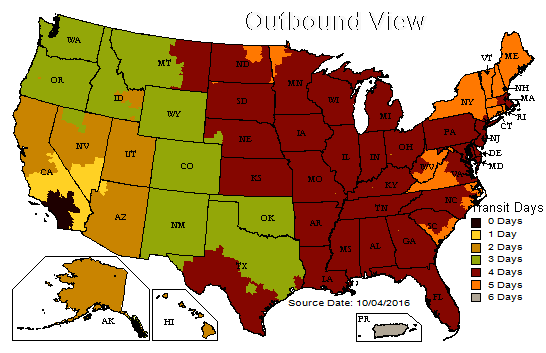 Outbound View
WA
MT
ND
MN
VT
ME
OR
ID
SD
WI
MI
NY
NH
MA
RI
CT
WY
NE
IA
PA
NJ
DE
MD
NV
UT
CO
KS
MO
IL
IN
OH
WV
VA
CA
KY
AZ
NM
OK
AR
TN
NC
SC
TX
LA
MS
AL
GA
FL
AK
HI
PR
Transit Days
0 Days
1 Day
2 Days
3 Days
4 Days
5 Days
6 Days
Source Date: 10/04/2016